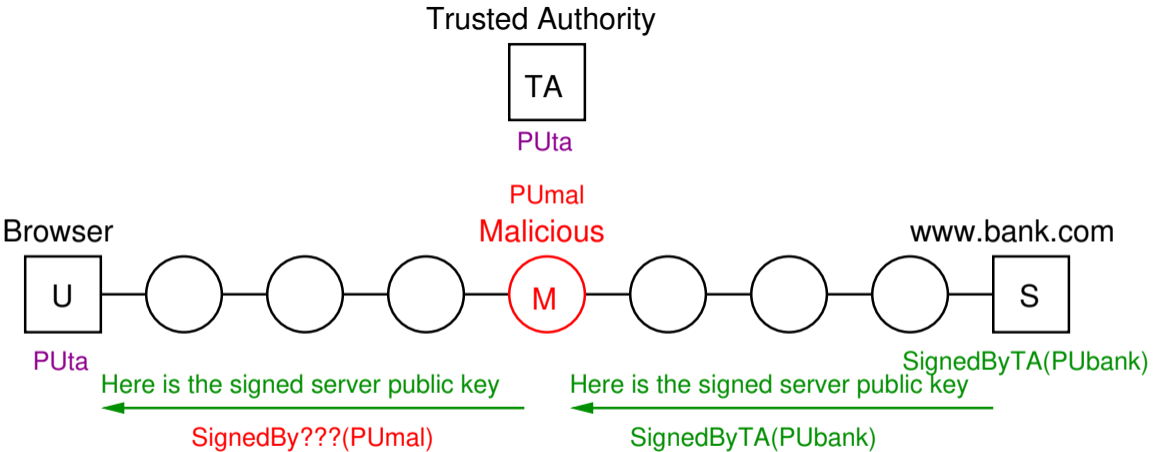 Trusted Authority
TA
PUta
PUmal
Browser
Malicious
www.bank.com
U
M
S
PUta
SignedByTA(PUbank)
Here is the signed server public key
Here is the signed server public key
SignedBy???(PUmal)
SignedByTA(PUbank)